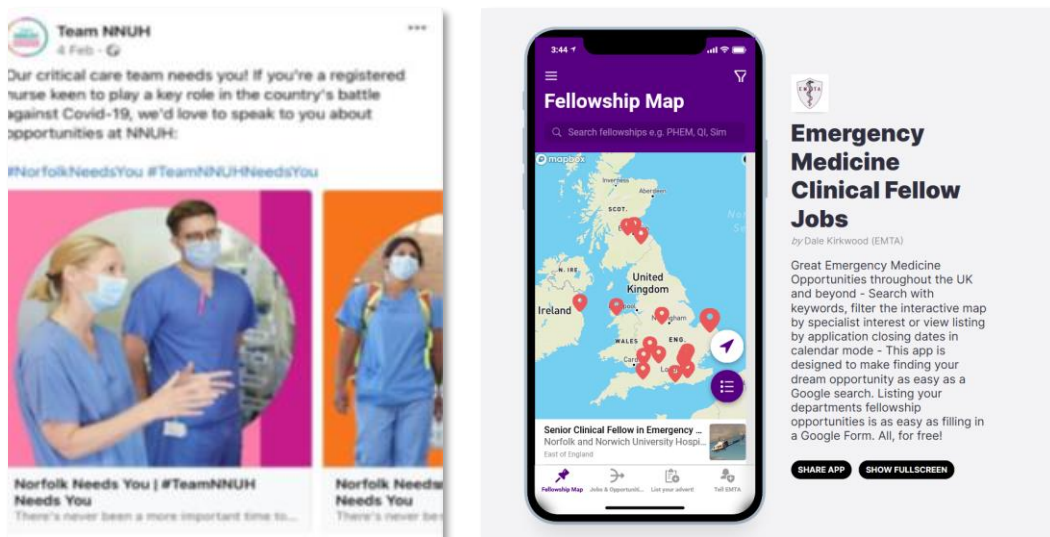 Team NNUH
4 Feb
Our critical care team needs you! If you're a registered
nurse keen to play a key role in the country's battle
against Covid-19, we'd love to speak to you about
opportunities at NNUH:
#NorfolkNeedsYou #TeamNNUHNeedsYou
Norfolk Needs You | #TeamNNUH
Needs You
There's never been a more important time to...
Norfolk Needs
Needs You
There's never be
3:44
Fellowship Map
Search fellowships e.g. PHEM, QI, Sim
mapbox
Inverness
Aberdeen
SCOT.
N. IRE.
United
Kingdom
Ireland
WALES
ENG.
Card
Senior Clinical Fellow in Emergency ...
Norfolk and Norwich University Hospi...
East of England
Fellowship Map
Jobs & Opportuniti...
List your advert!
Tell EMTA
EMTA
Emergency
Medicine
Clinical Fellow
Jobs
by Dale Kirkwood (EMTA)
Great Emergency Medicine
Opportunities throughout the UK
and beyond - Search with
keywords, filter the interactive map
by specialist interest or view listing
by application closing dates in
calendar mode - This app is
designed to make finding your
dream opportunity as easy as a
Google search. Listing your
departments fellowship
opportunities is as easy as filling in
a Google Form. All, for free!
SHARE APP
SHOW FULLSCREEN